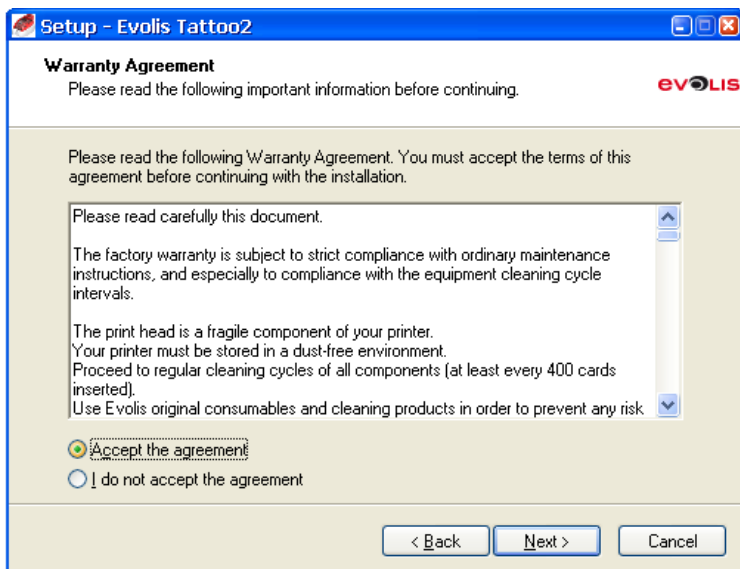 Setup - Evolis Tattoo2
Warranty Agreement
Please read the following important information before continuing.
evolis
Please read the following Warranty Agreement. You must accept the terms of this
agreement before continuing with the installation.
Please read carefully this document.
The factory warranty is subject to strict compliance with ordinary maintenance
instructions, and especially to compliance with the equipment cleaning cycle
intervals.
The print head is a fragile component of your printer.
Your printer must be stored in a dust-free environment.
Proceed to regular cleaning cycles of all components (at least every 400 cards
inserted).
Use Evolis original consumables and cleaning products in order to prevent any risk
Accept the agreement
I do not accept the agreement
< Back
Next >
Cancel